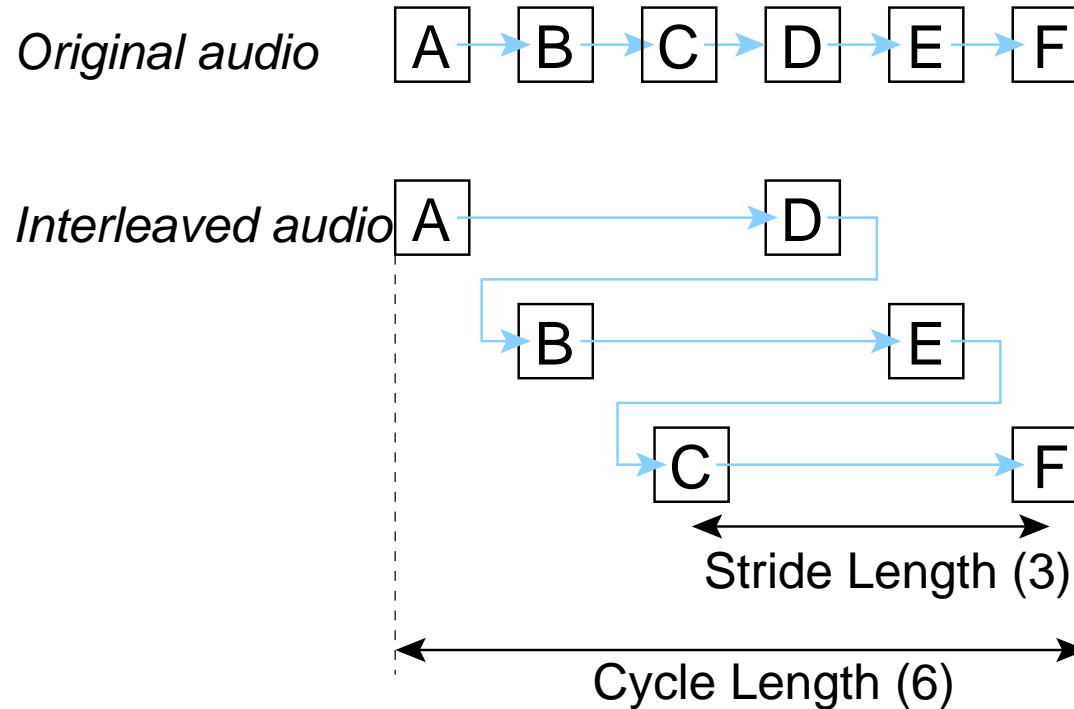 Original audio A B C D E F
Interleaved audio A D
B E
C F
Stride Length (3)
Cycle Length (6)